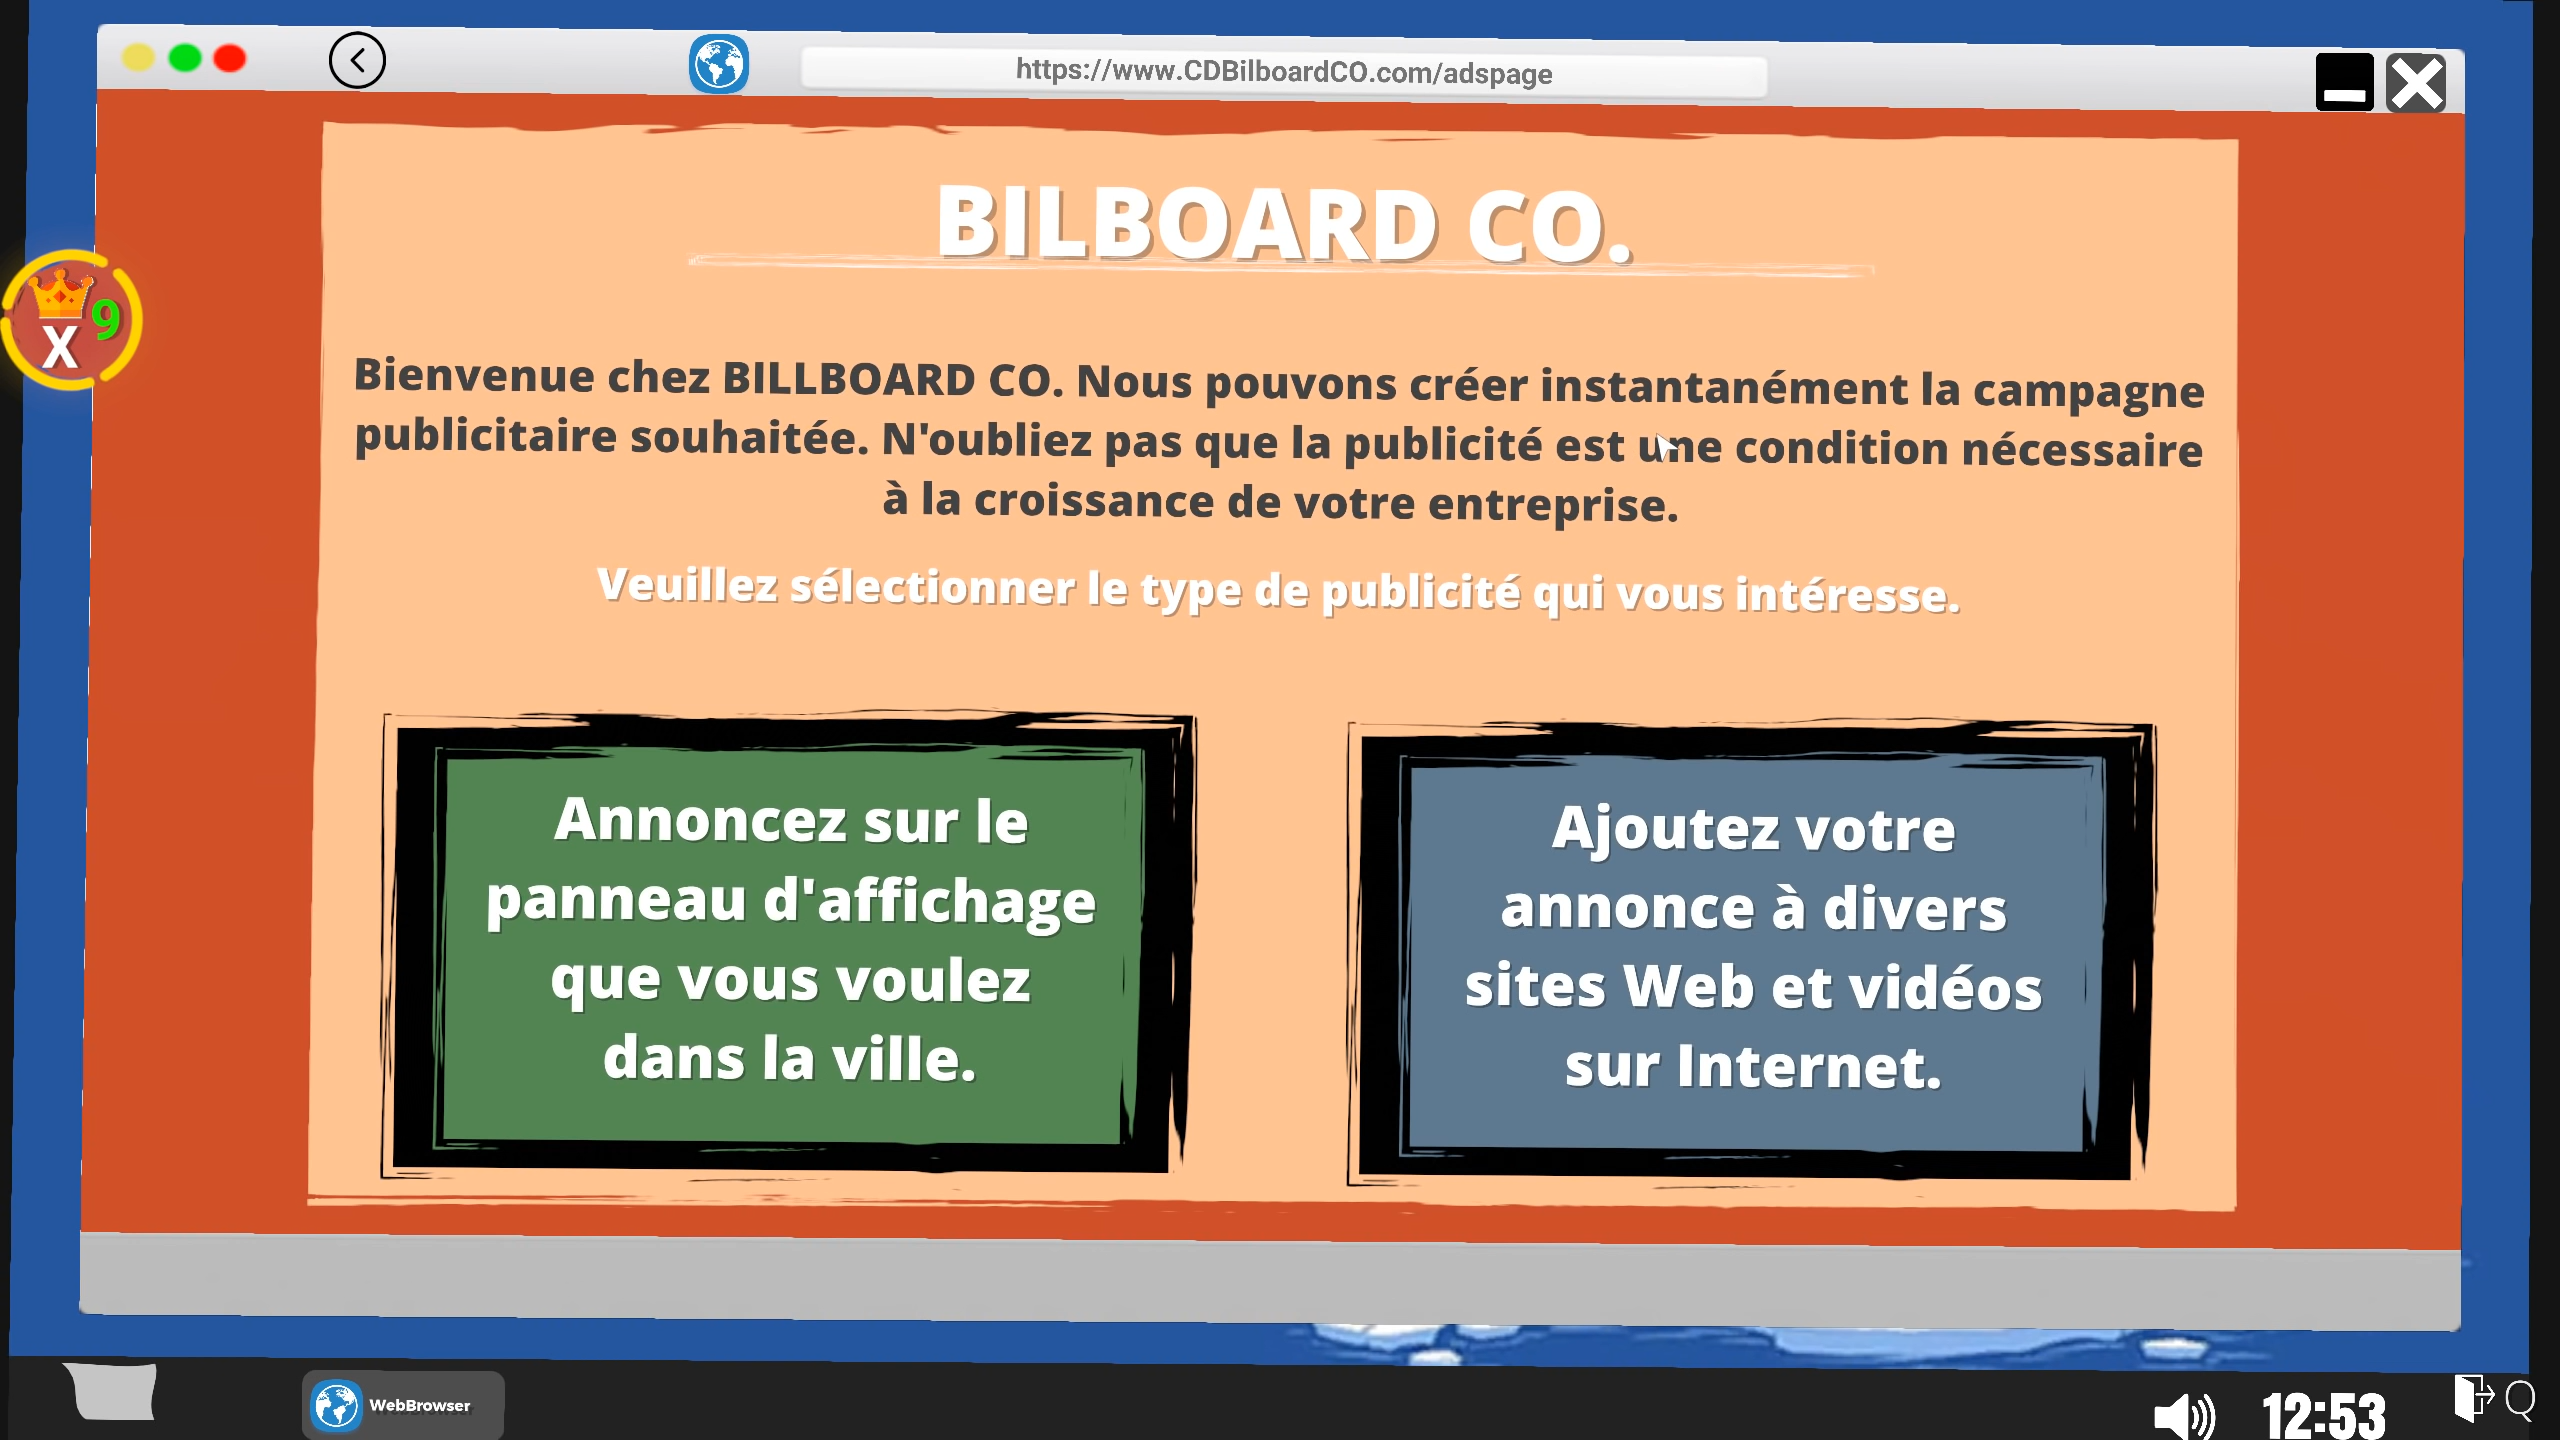 https://www.CDBilboardCO.com/adspage
BILBOARD CO.
9
X
Bienvenue chez BILLBOARD CO. Nous pouvons créer instantanément la campagne
publicitaire souhaitée. N'oubliez pas que la publicité est une condition nécessaire
à la croissance de votre entreprise.
Veuillez sélectionner le type de publicité qui vous intéresse.
Annoncez sur le
panneau d'affichage
que vous voulez
dans la ville.
Ajoutez votre
annonce à divers
sites Web et vidéos
sur Internet.
WebBrowser
12:53
Q